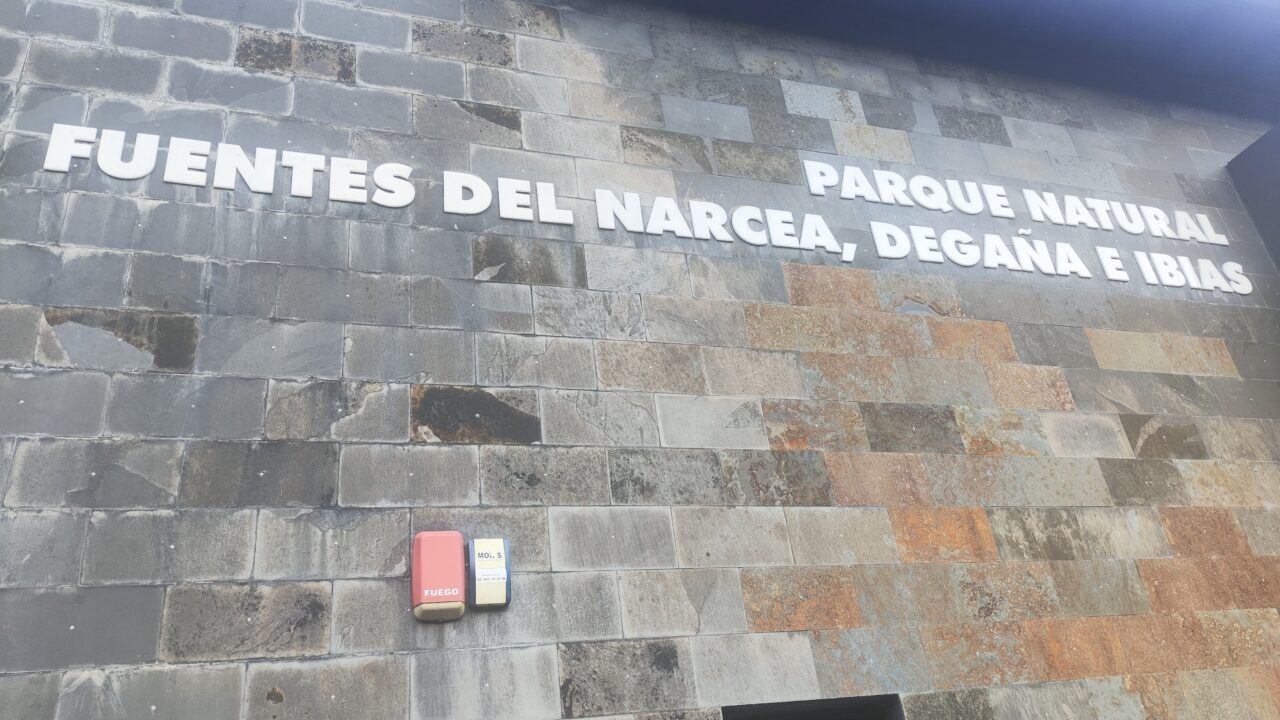 PARQUE NATURAL
FUENTES DEL NARCEA, DEGAÑA E IBIAS
FUEGO